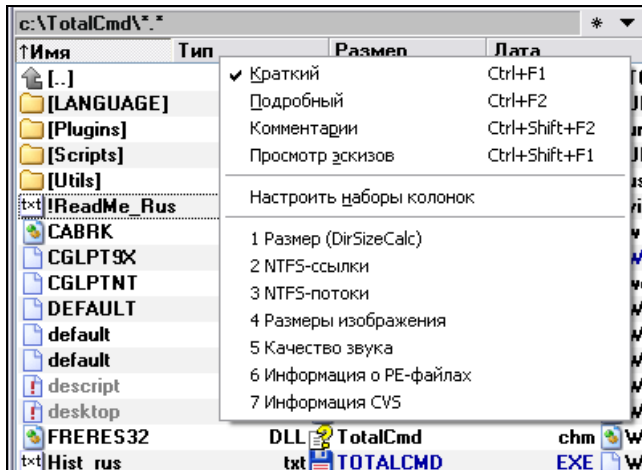 c:\TotalCmd\*.* * ▼
↑Имя Тип Размер Дата
[..]
Краткий Ctrl+F1
[LANGUAGE]
Подробный Ctrl+F2
[Plugins]
Комментарии Ctrl+Shift+F2
[Scripts]
Просмотр эскизов Ctrl+Shift+F1
[Utils]
Настроить наборы колонок
!ReadMe_Rus
CABRK
1 Размер (DirSizeCalc)
CGLPT9X
2 NTFS-ссылки
CGLPTNT
3 NTFS-потоки
DEFAULT
4 Размеры изображения
default
5 Качество звука
default
6 Информация о PE-файлах
descript
7 Информация CVS
desktop
FRERES32 DLL TotalCmd chm
Hist_rus txt TOTALCMD EXE